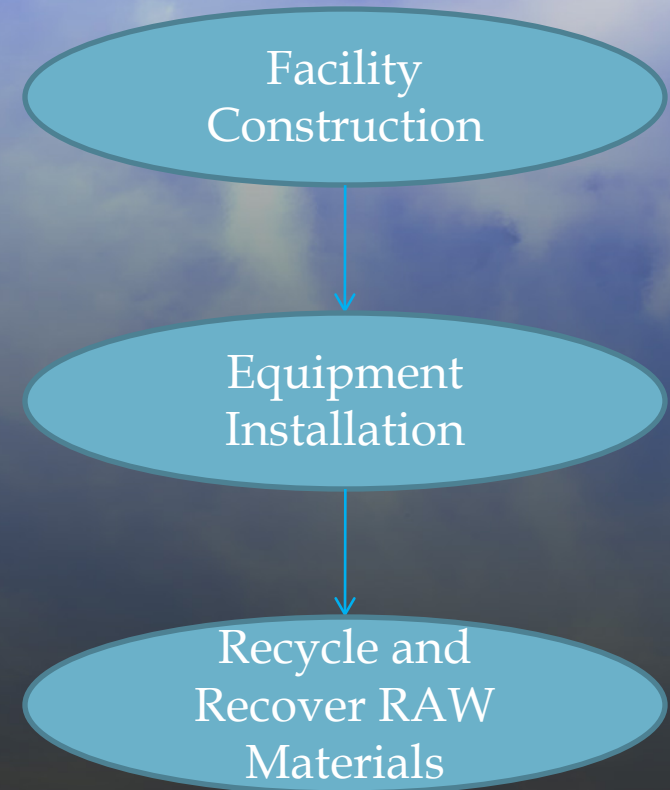 Facility
Construction
Equipment
Installation
Recycle and
Recover RAW
Materials